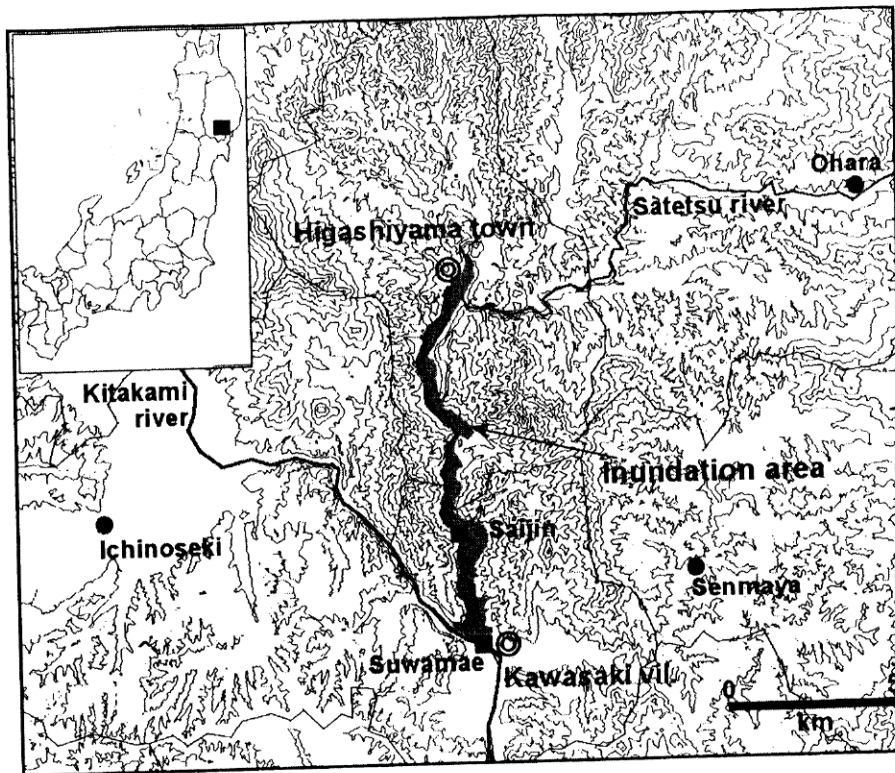 Ohara
Satetsu river
Higashiyama town
Kitakami
river
Inundation area
Ichinoseki
Saijin
Senmaya
Suwamae
Kawasaki vil.
0
km